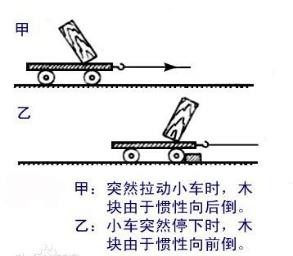 甲
乙
甲：突然拉动小车时，木
块由于惯性向后倒。
乙：小车突然停下时，木
块由于惯性向前倒。